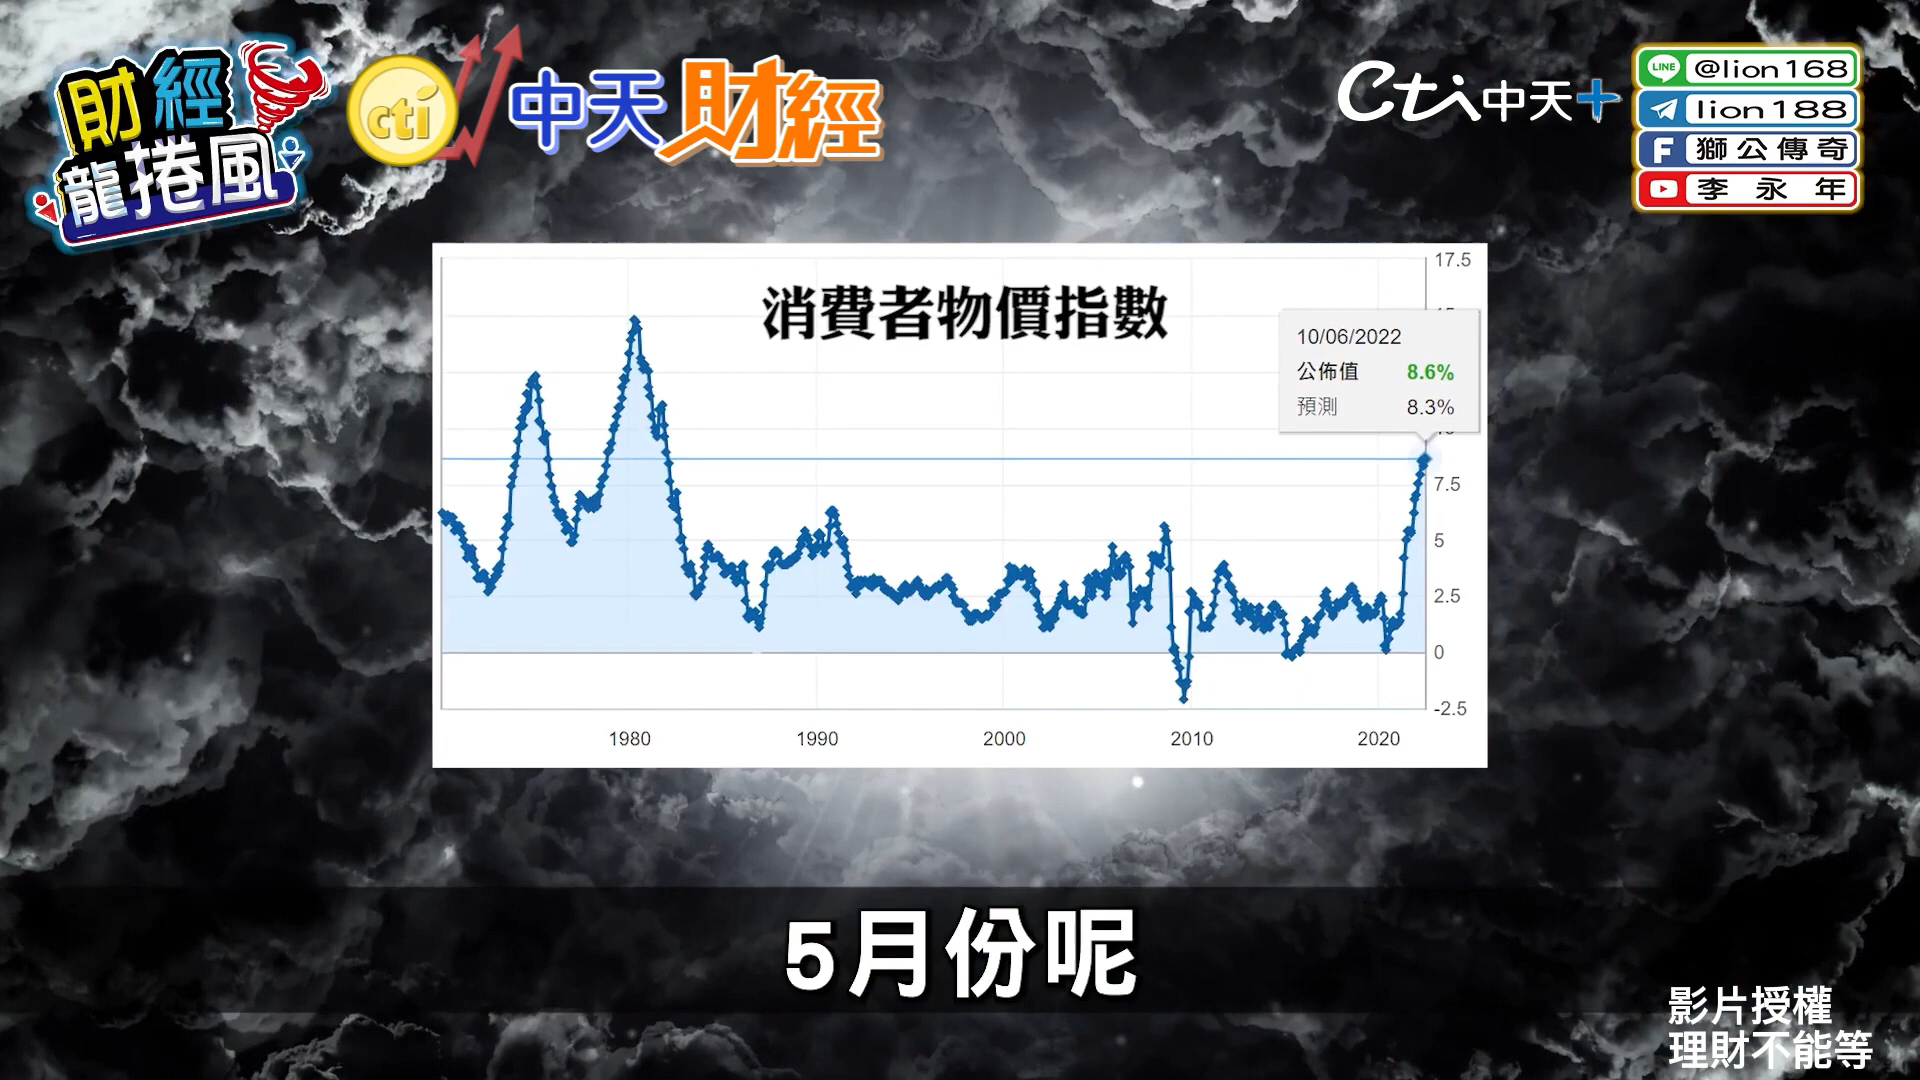 財經
龍捲風
cti
中天財經
Cti中天+
LINE @lion168
lion188
F 獅公傳奇
李永年
消費者物價指數
17.5
10/06/2022
公佈值 8.6%
預測 8.3%
7.5
5
2.5
0
-2.5
1980 1990 2000 2010 2020
5月份呢
影片授權
理財不能等